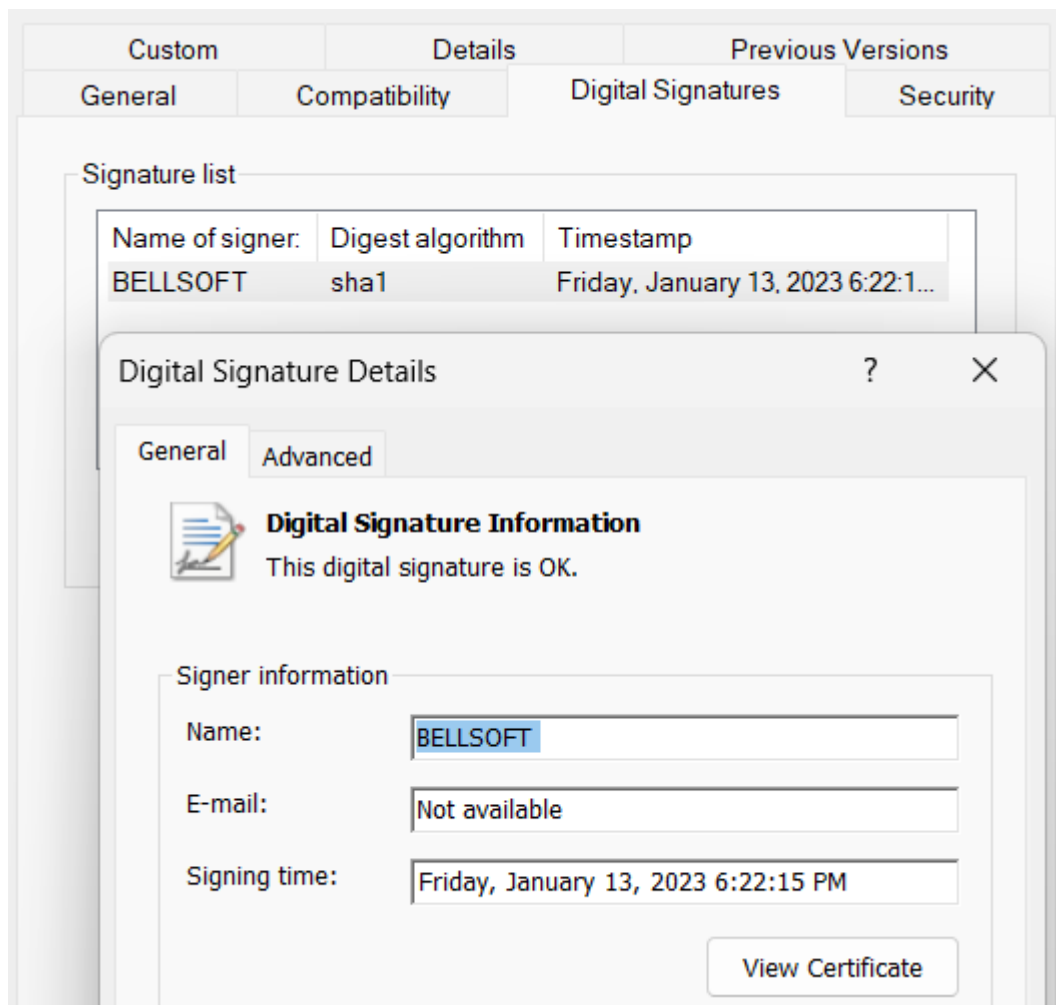 Custom Details Previous Versions
General Compatibility Digital Signatures Security
Signature list
Name of signer: Digest algorithm Timestamp
BELLSOFT sha1 Friday, January 13, 2023 6:22:1...
Digital Signature Details ?
General Advanced
Digital Signature Information
This digital signature is OK.
Signer information
Name: BELLSOFT
E-mail: Not available
Signing time: Friday, January 13, 2023 6:22:15 PM
View Certificate